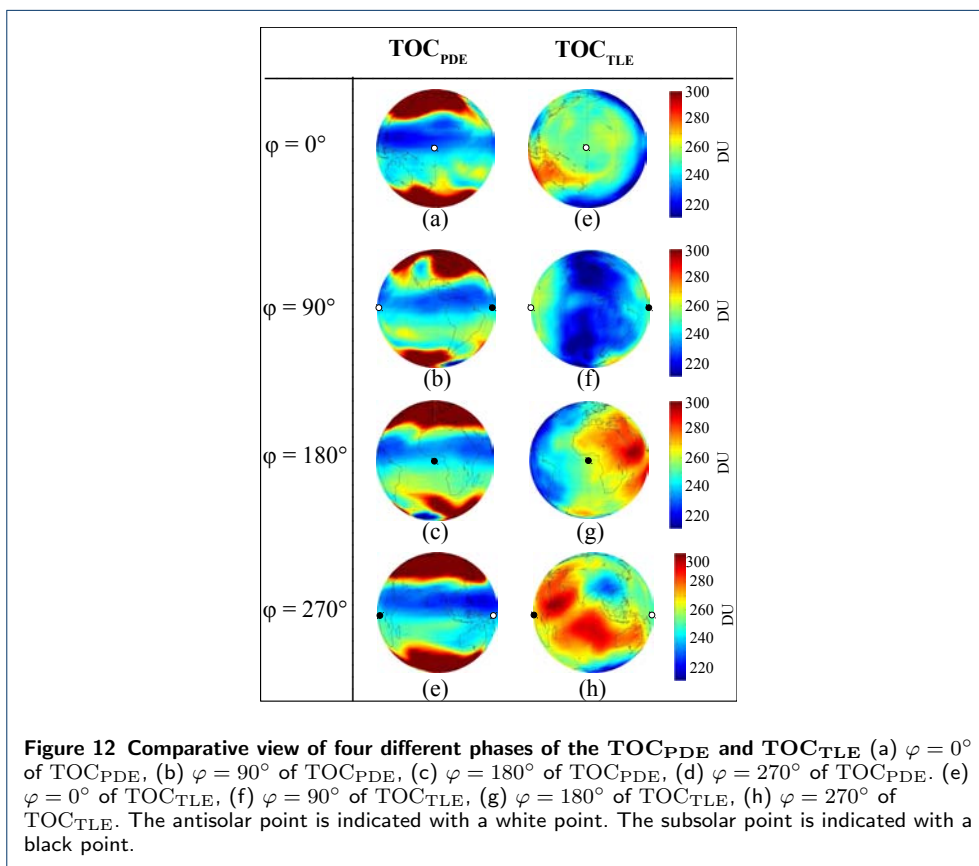 TOC_PDE TOC_TLE
φ = 0°
(a) (e)
300
280
260
240
220
DU
φ = 90°
(b) (f)
300
280
260
240
220
DU
φ = 180°
(c) (g)
300
280
260
240
220
DU
φ = 270°
(e) (h)
300
280
260
240
220
DU
Figure 12 Comparative view of four different phases of the TOC_PDE and TOC_TLE (a) φ = 0°
of TOC_PDE, (b) φ = 90° of TOC_PDE, (c) φ = 180° of TOC_PDE, (d) φ = 270° of TOC_PDE. (e)
φ = 0° of TOC_TLE, (f) φ = 90° of TOC_TLE, (g) φ = 180° of TOC_TLE, (h) φ = 270° of
TOC_TLE. The antisolar point is indicated with a white point. The subsolar point is indicated with a
black point.